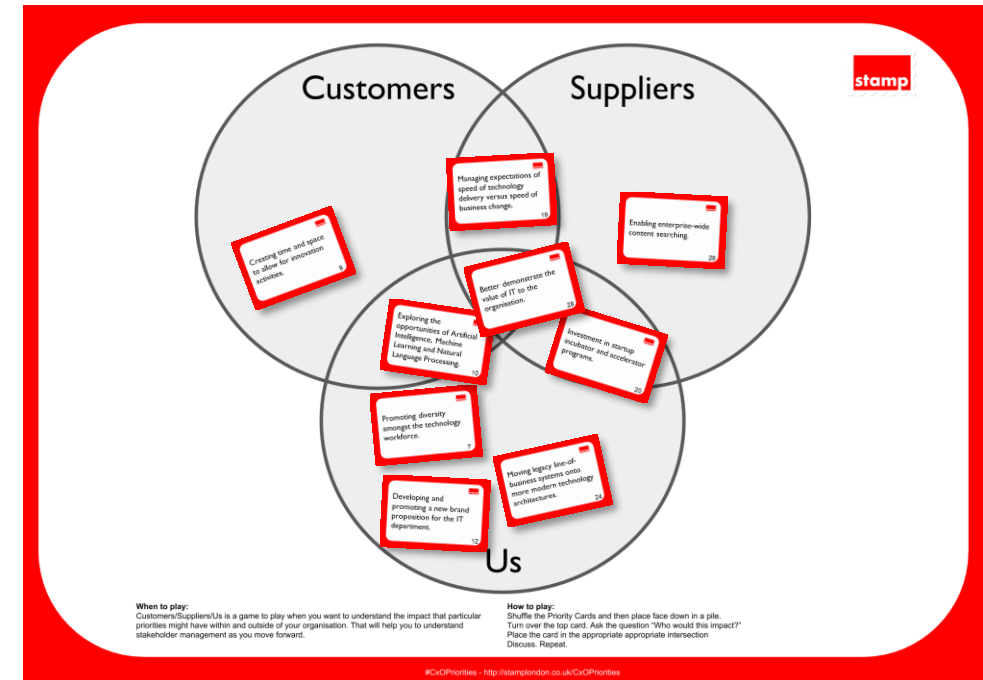 Customers
Suppliers
stamp
Managing expectations of
speed of technology
delivery versus speed of
business change.
19
Creating time and space
to allow for innovation
activities.
9
Enabling enterprise-wide
content searching.
26
Better demonstrate the
value of IT to the
organisation.
28
Exploring the
opportunities of Artificial
Intelligence, Machine
Learning and Natural
Language Processing.
10
Investment in startup
incubator and accelerator
programs.
20
Promoting diversity
amongst the technology
workforce.
7
Moving legacy line-of-
business systems onto
more modern technology
architectures.
24
Developing and
promoting a new brand
proposition for the IT
department.
12
Us
When to play:
Customers/Suppliers/Us is a game to play when you want to understand the impact that particular
priorities might have within and outside of your organisation. That will help you to understand
stakeholder management as you move forward.
How to play:
Shuffle the Priority Cards and then place face down in a pile.
Turn over the top card. Ask the question "Who would this impact?"
Place the card in the appropriate appropriate intersection
Discuss. Repeat.
#CxOPriorities - http://stamplondon.co.uk/CxOPriorities